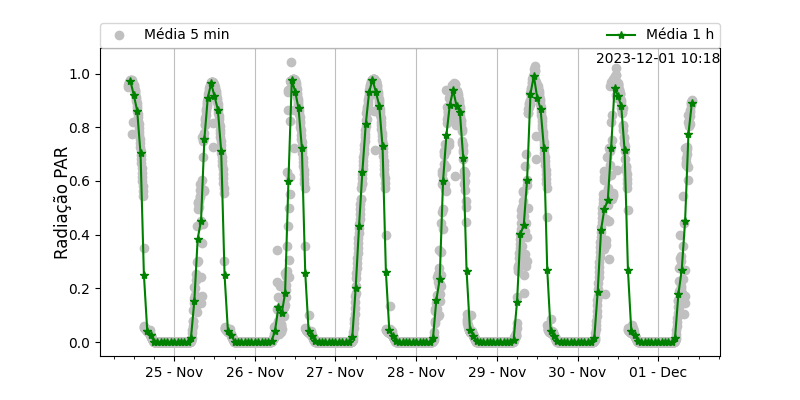 Média 5 min
Média 1 h
2023-12-01 10:18
Radiação PAR
1.0
0.8
0.6
0.4
0.2
0.0
25 - Nov
26 - Nov
27 - Nov
28 - Nov
29 - Nov
30 - Nov
01 - Dec